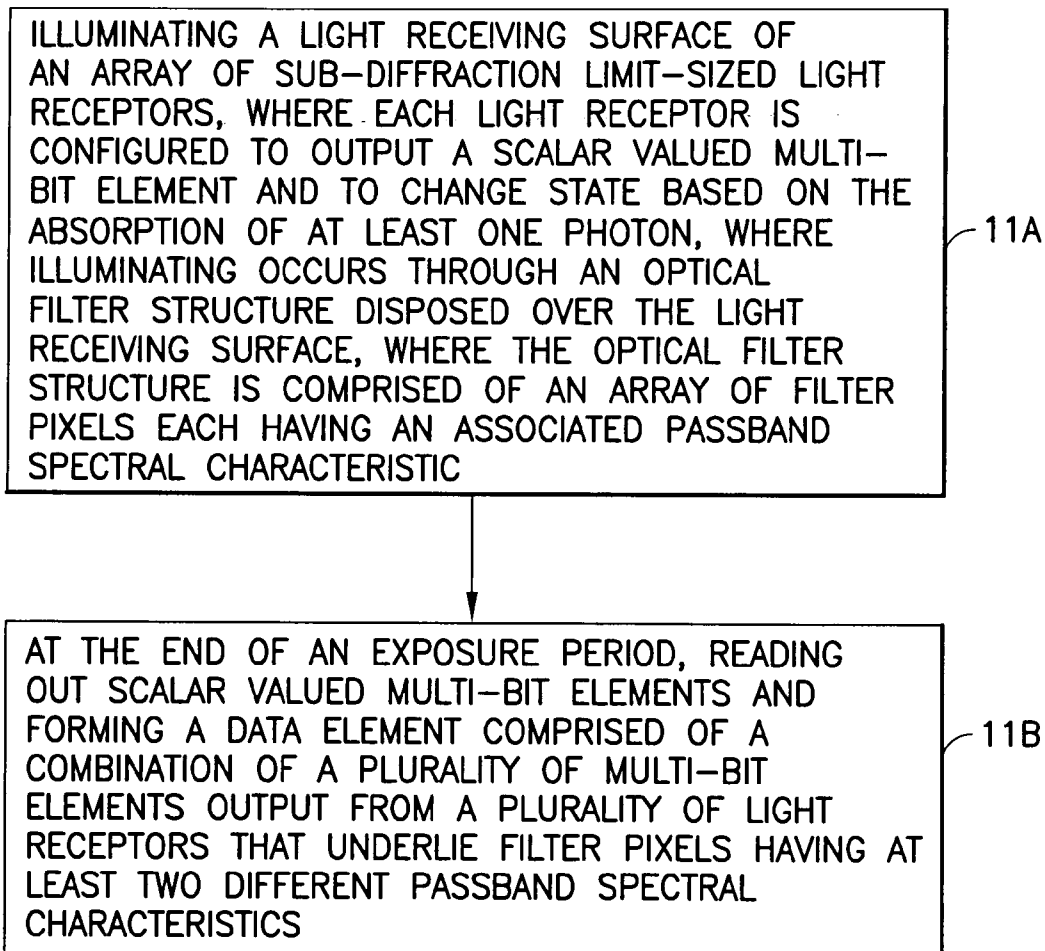 ILLUMINATING A LIGHT RECEIVING SURFACE OF
AN ARRAY OF SUB-DIFFRACTION LIMIT-SIZED LIGHT
RECEPTORS, WHERE EACH LIGHT RECEPTOR IS
CONFIGURED TO OUTPUT A SCALAR VALUED MULTI-
BIT ELEMENT AND TO CHANGE STATE BASED ON THE
ABSORPTION OF AT LEAST ONE PHOTON, WHERE
ILLUMINATING OCCURS THROUGH AN OPTICAL
FILTER STRUCTURE DISPOSED OVER THE LIGHT
RECEIVING SURFACE, WHERE THE OPTICAL FILTER
STRUCTURE IS COMPRISED OF AN ARRAY OF FILTER
PIXELS EACH HAVING AN ASSOCIATED PASSBAND
SPECTRAL CHARACTERISTIC
11A
AT THE END OF AN EXPOSURE PERIOD, READING
OUT SCALAR VALUED MULTI-BIT ELEMENTS AND
FORMING A DATA ELEMENT COMPRISED OF A
COMBINATION OF A PLURALITY OF MULTI-BIT
ELEMENTS OUTPUT FROM A PLURALITY OF LIGHT
RECEPTORS THAT UNDERLIE FILTER PIXELS HAVING AT
LEAST TWO DIFFERENT PASSBAND SPECTRAL
CHARACTERISTICS
11B